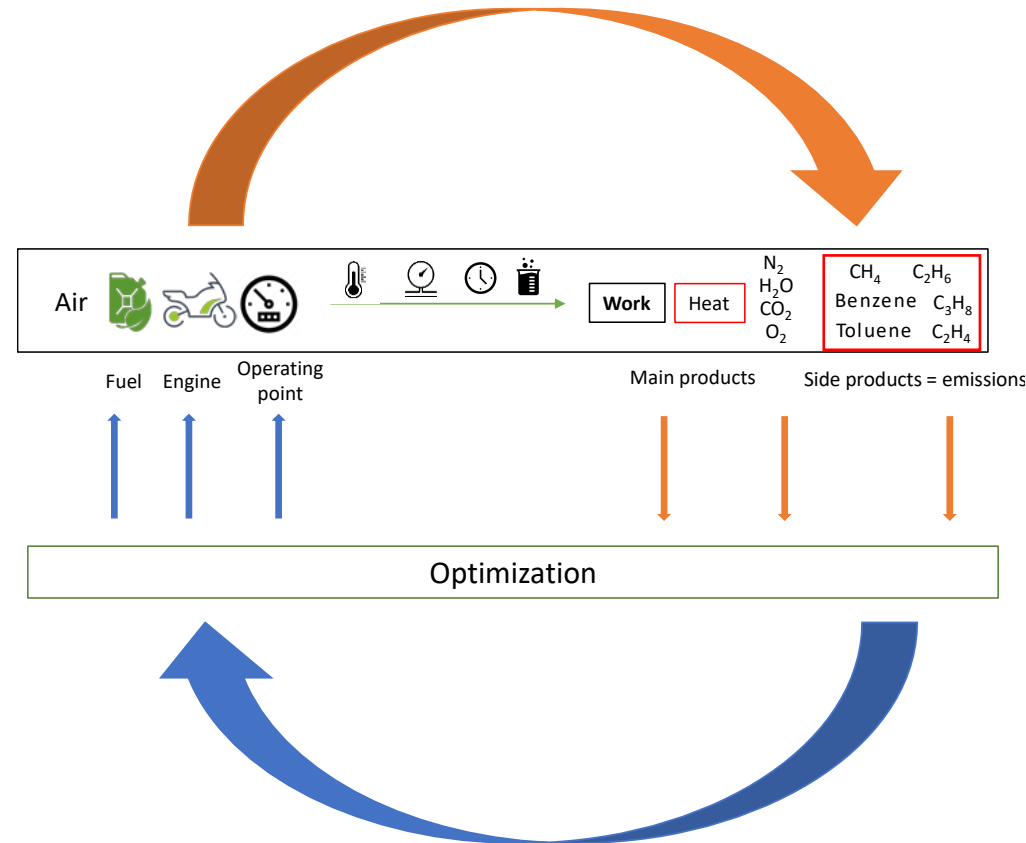 Air
Work
Heat
N₂
H₂O
CO₂
O₂
CH₄ C₂H₆
Benzene C₃H₈
Toluene C₂H₄
Fuel
Engine
Operating
point
Main products
Side products = emissions
Optimization